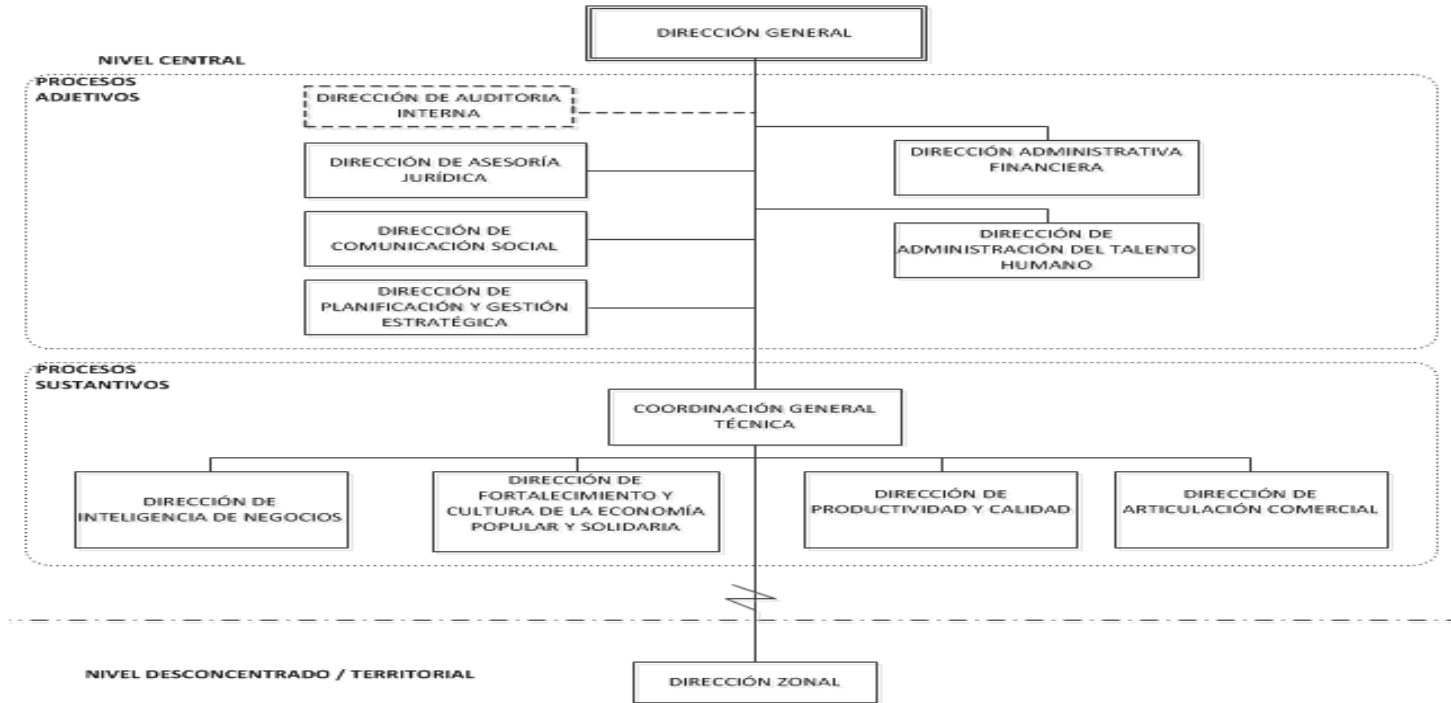 DIRECCIÓN GENERAL
NIVEL CENTRAL
PROCESOS
ADJETIVOS
DIRECCIÓN DE AUDITORIA
INTERNA
DIRECCIÓN ADMINISTRATIVA
FINANCIERA
DIRECCIÓN DE ASESORÍA
JURÍDICA
DIRECCIÓN DE
COMUNICACIÓN SOCIAL
DIRECCIÓN DE
ADMINISTRACIÓN DEL TALENTO
HUMANO
DIRECCIÓN DE
PLANIFICACIÓN Y GESTIÓN
ESTRATÉGICA
PROCESOS
SUSTANTIVOS
COORDINACIÓN GENERAL
TÉCNICA
DIRECCIÓN DE
INTELIGENCIA DE NEGOCIOS
DIRECCIÓN DE
FORTALECIMIENTO Y
CULTURA DE LA ECONOMÍA
POPULAR Y SOLIDARIA
DIRECCIÓN DE
PRODUCTIVIDAD Y CALIDAD
DIRECCIÓN DE
ARTICULACIÓN COMERCIAL
NIVEL DESCONCENTRADO / TERRITORIAL
DIRECCIÓN ZONAL